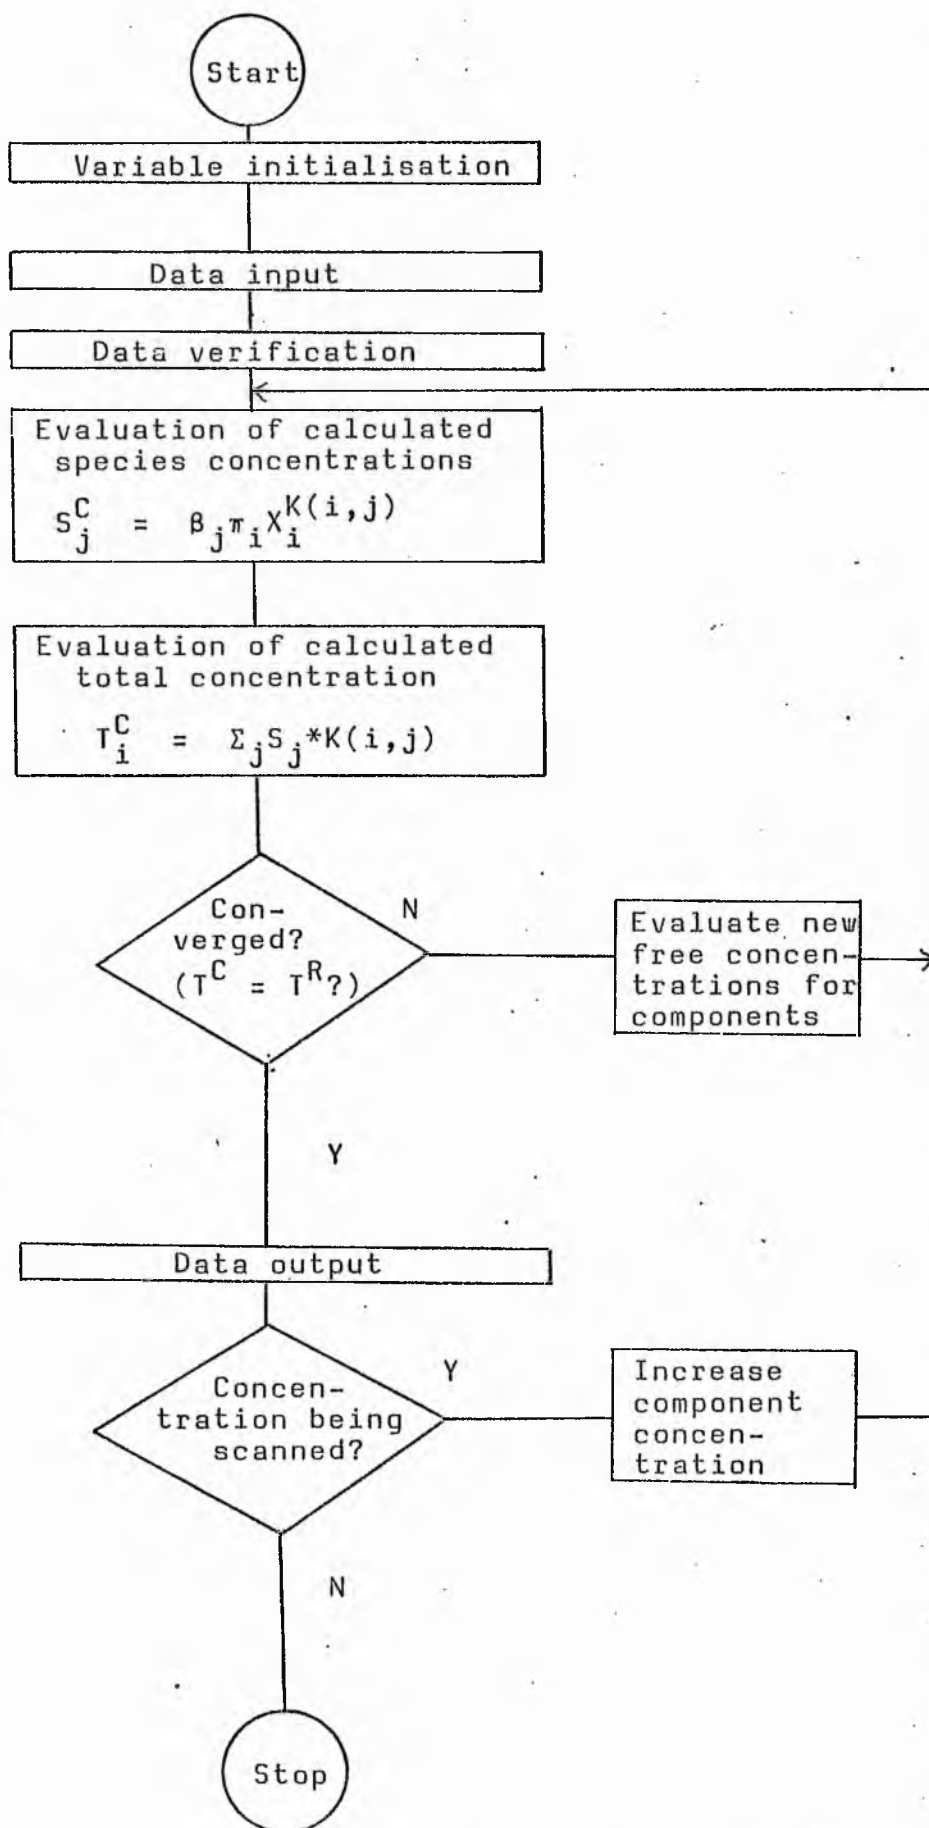 Start
Variable initialisation
Data input
Data verification
Evaluation of calculated
species concentrations
S_j^C = β_j π_i X_i^K(i,j)
Evaluation of calculated
total concentration
T_i^C = Σ_j S_j*K(i,j)
Con-
verged?
(T^C = T^R?)
N
Evaluate new
free concen-
trations for
components
Y
Data output
Concen-
tration being
scanned?
Y
Increase
component
concen-
tration
N
Stop